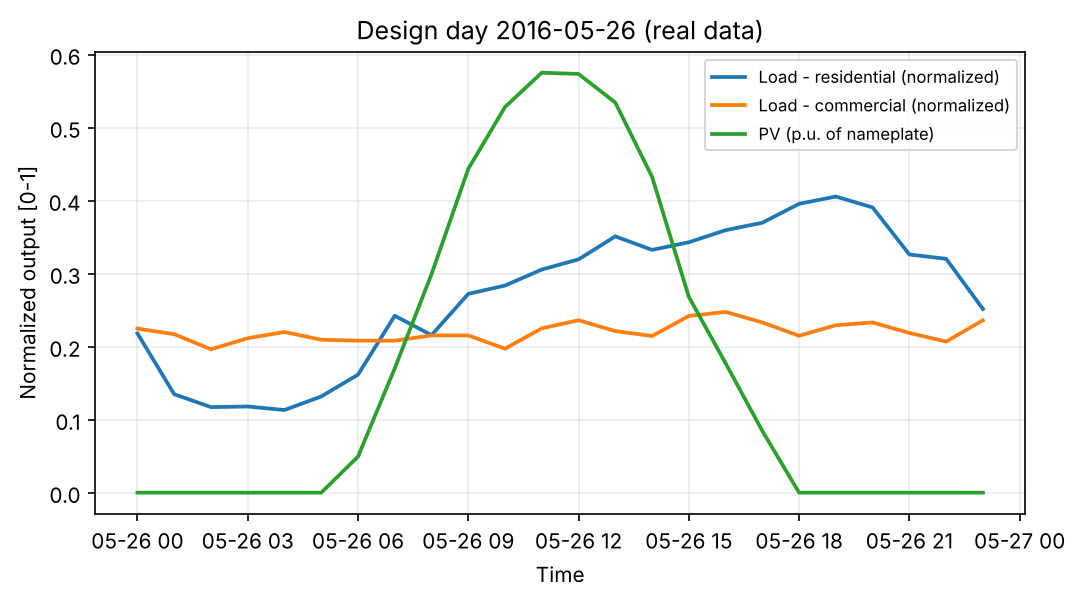 Design day 2016-05-26 (real data)
Load - residential (normalized)
Load - commercial (normalized)
PV (p.u. of nameplate)
Normalized output [0-1]
0.6
0.5
0.4
0.3
0.2
0.1
0.0
05-26 00 05-26 03 05-26 06 05-26 09 05-26 12 05-26 15 05-26 18 05-26 21 05-27 00
Time